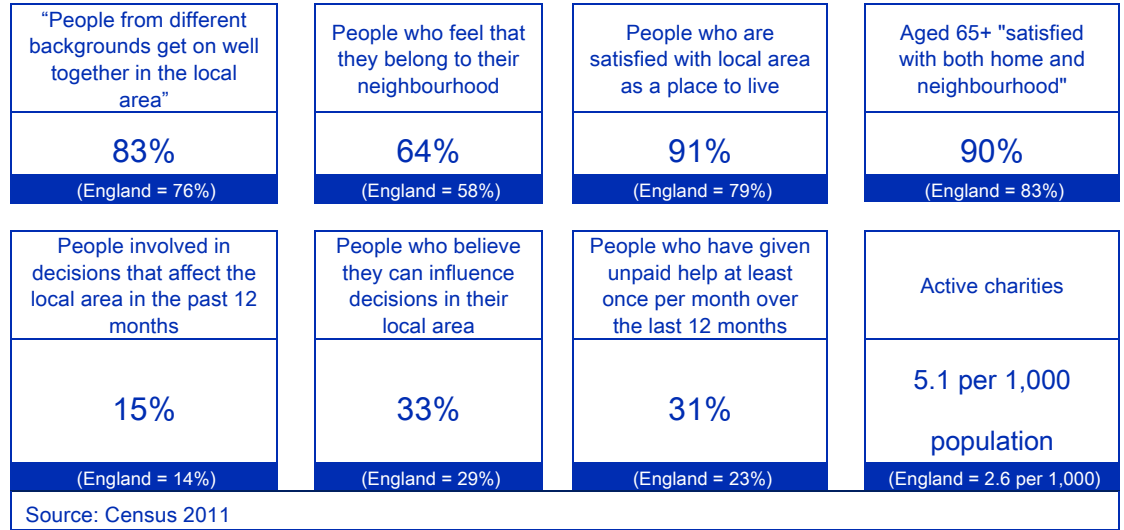 “People from different
backgrounds get on well
together in the local
area”
83%
(England = 76%)
People who feel that
they belong to their
neighbourhood
64%
(England = 58%)
People who are
satisfied with local area
as a place to live
91%
(England = 79%)
Aged 65+ "satisfied
with both home and
neighbourhood"
90%
(England = 83%)
People involved in
decisions that affect the
local area in the past 12
months
15%
(England = 14%)
People who believe
they can influence
decisions in their
local area
33%
(England = 29%)
People who have given
unpaid help at least
once per month over
the last 12 months
31%
(England = 23%)
Active charities
5.1 per 1,000
population
(England = 2.6 per 1,000)
Source: Census 2011